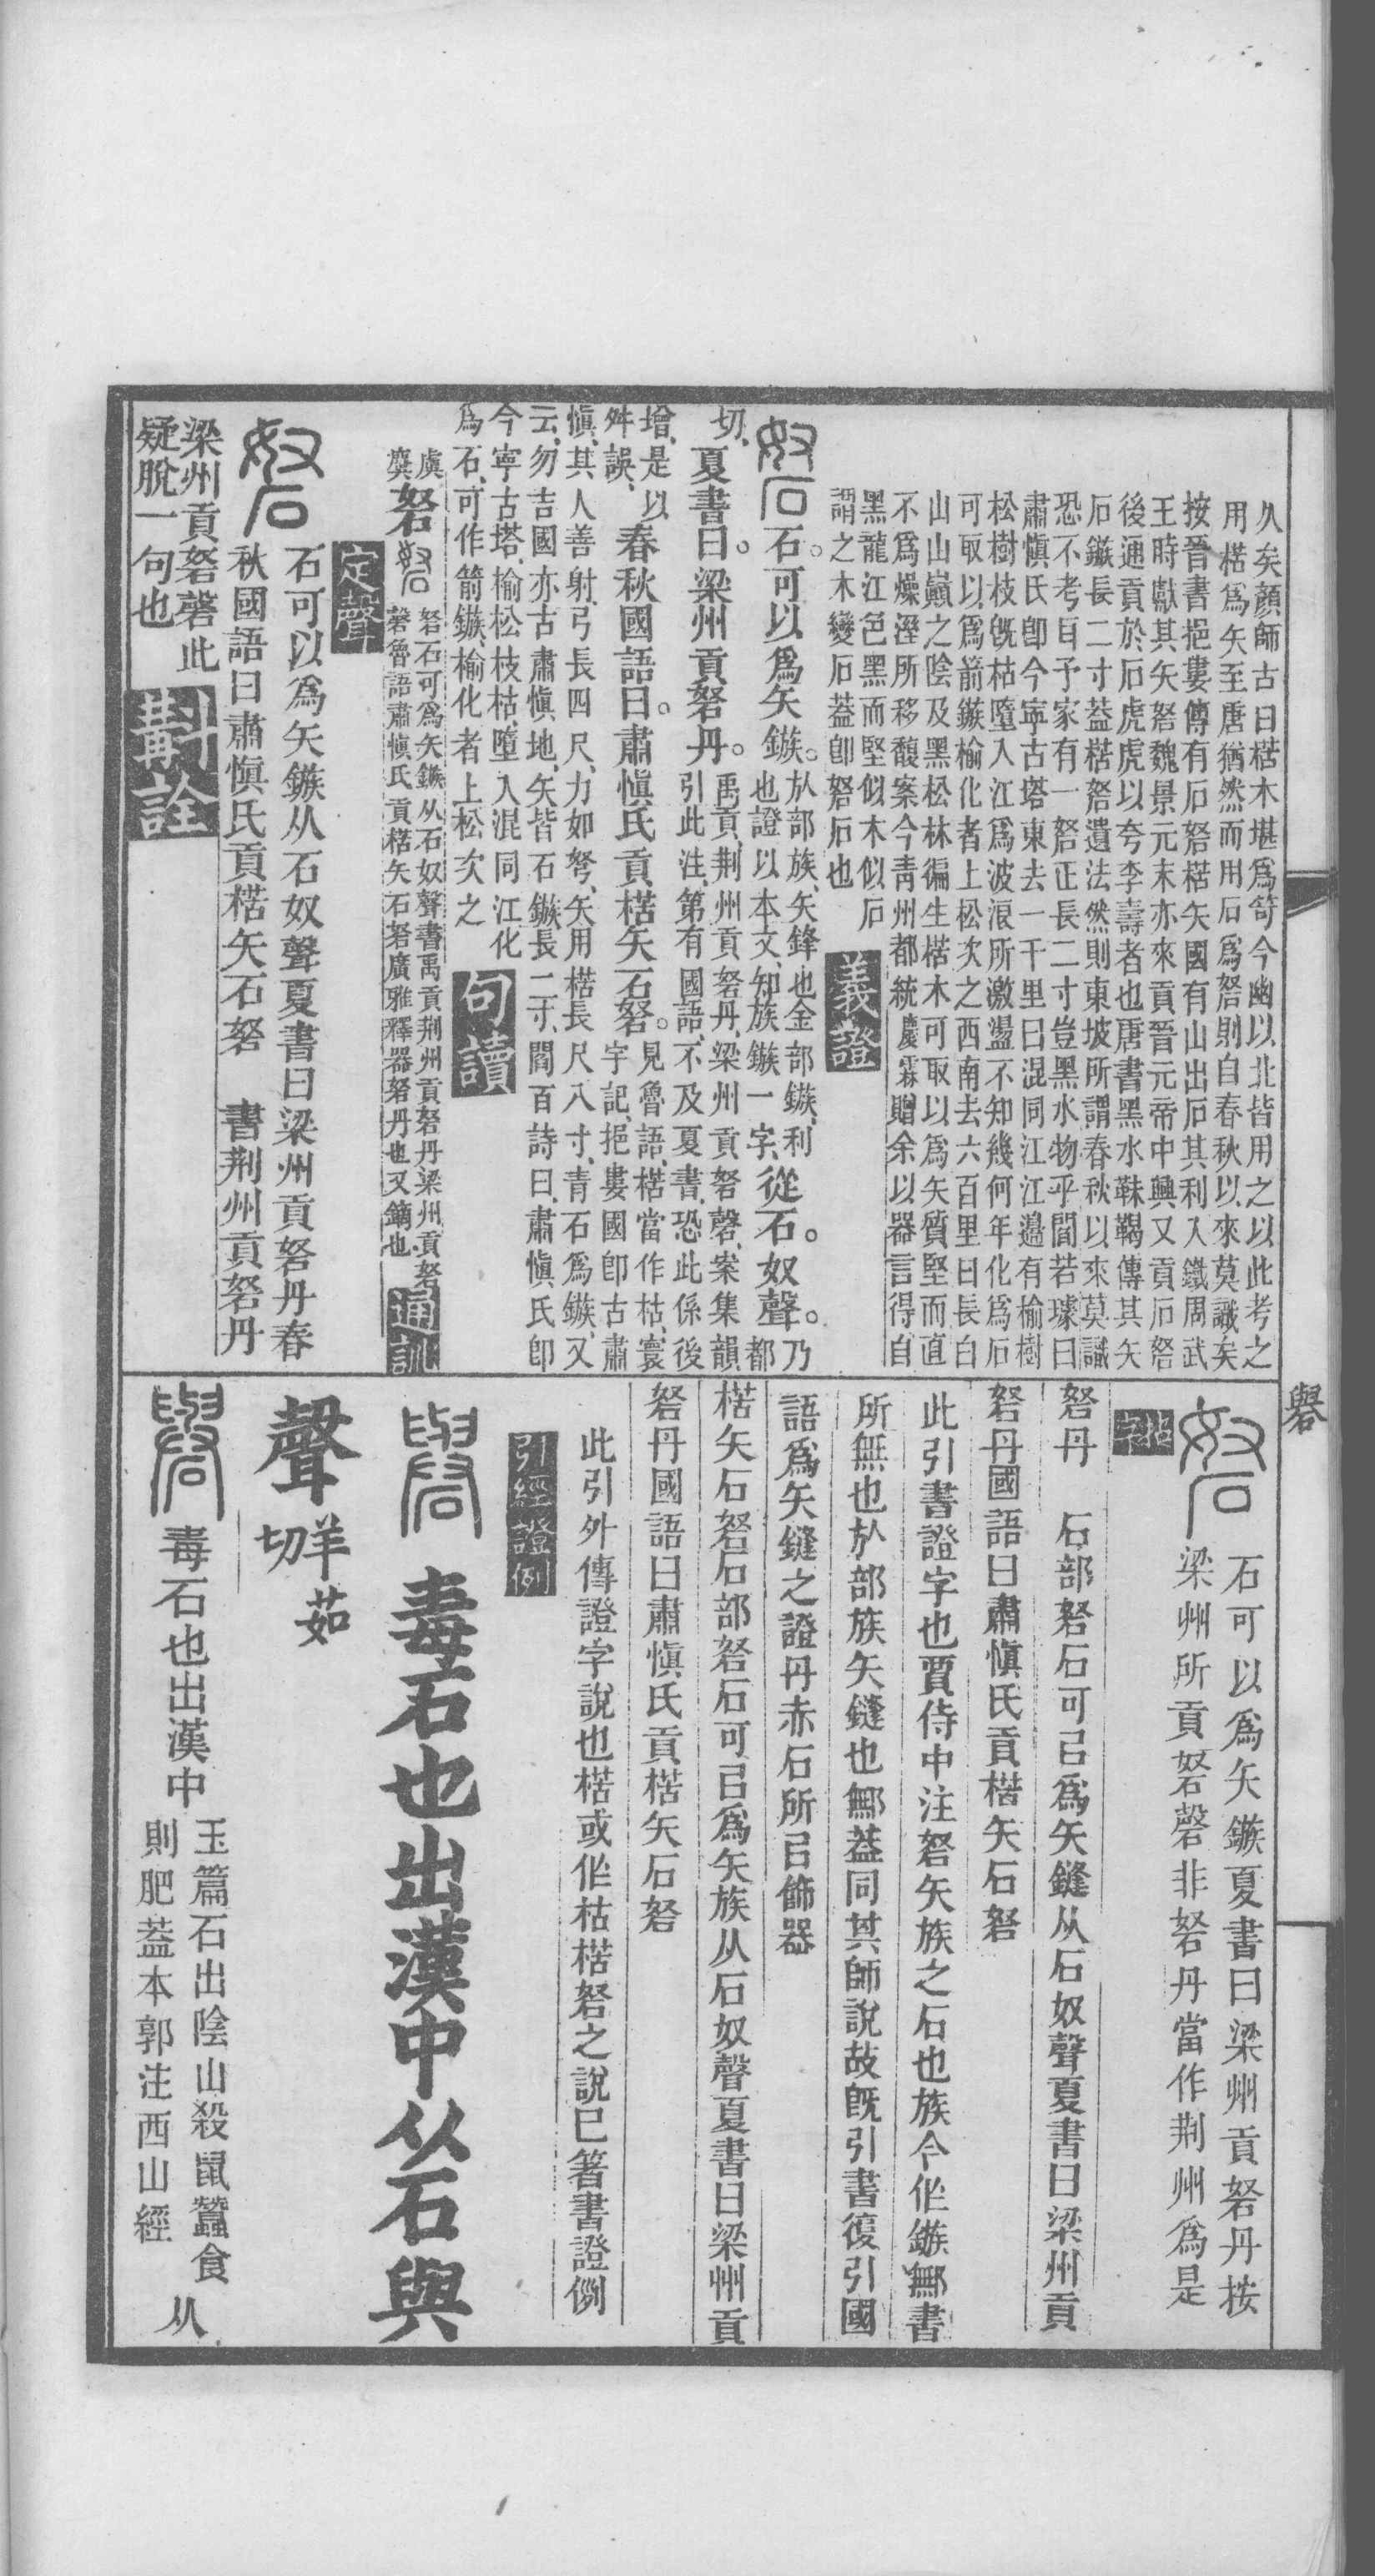 久矣顏師古曰楛木堪爲笴今幽以北皆用之以此考之
用楛爲矢至唐猶然而用石爲砮則自春秋以來莫識矣
按晉書挹婁傳有石砮楛矢國有山出石其利入鐵周武
王時獻其矢砮魏景元末亦來貢晉元帝中興又貢石砮
後通貢於石虎虎以夸李壽者也唐書黑水靺鞨傳其矢
石鏃長二寸葢楛砮遺法然則東坡所謂春秋以來莫識
恐不考耳予家有一砮正長二寸豈黑水物乎閻若璩曰
肅愼氏卽今寧古塔東去一千里曰混同江江邊有榆樹
松樹枝旣枯墮入江爲波浪所激盪不知幾何年化爲石
可取以爲箭鏃榆化者上松次之西南去六百里曰長白
山山巔之陰及黑松林徧生楛木可取以爲矢質堅而直
不爲燥溼所移馥案今青州都統慶霖贈余以器言得自
黑龍江色黑而堅似木似石
謂之木變石葢卽砮石也
義證
砮石可以爲矢鏃
㫃部族、矢鋒也金部鏃、利
也證以本文、知族鏃一字、
從石。奴聲。
乃都
切、
夏書曰。梁州貢砮丹。
禹貢、荆州貢砮丹、梁州貢砮磬、案集韻
引此注、第有國語、不及夏書、恐此係後
增、是以
舛誤、
春秋國語曰。肅愼氏貢楛矢石砮。
見魯語、楛當作枯、寰
宇記、挹婁國卽古肅
愼、其人善射、弓長四尺、力如弩、矢用楛長尺八寸、青石爲鏃、又
云、勿吉國亦古肅愼地、矢皆石鏃長二寸、閻百詩曰、肅愼氏卽
今寧古塔、榆松枝枯、墮入混同江化
爲石、可作箭鏃、榆化者上松次之
句讀
虞
龏
砮
砮石可爲矢鏃从石奴聲書禹貢荆州貢砮丹梁州貢砮
磬魯語肅愼氏貢楛矢石砮廣雅釋器砮丹也又鏑也
通訓
定聲
砮
石可以爲矢鏃从石奴聲夏書曰梁州貢砮丹春
秋國語曰肅愼氏貢楛矢石砮　書荆州貢砮丹
梁州貢砮磬此
疑脫一句也
斠詮
礜
砮
石可以爲矢鏃夏書曰梁州貢砮丹按
梁州所貢砮磬非砮丹當作荆州爲是
砮丹　石部砮石可㠯爲矢鏠从石奴聲夏書曰梁州貢
砮丹國語曰肅愼氏貢楛矢石砮
此引書證字也賈侍中注砮矢族之石也族今作鏃鄦書
所無也㫃部族矢鏠也鄦葢同其師說故旣引書復引國
語爲矢鏠之證丹赤石所㠯飾器
楛矢石砮石部砮石可㠯爲矢族从石奴聲夏書曰梁州貢
砮丹國語曰肅愼氏貢楛矢石砮
此引外傳證字說也楛或作枯楛砮之說已箸書證例
引經證例
礜毒石也出漢中从石與
聲
羊茹
切
礜
毒石也出漢中
玉篇石出陰山殺鼠蠶食
則肥葢本郭注西山經
从